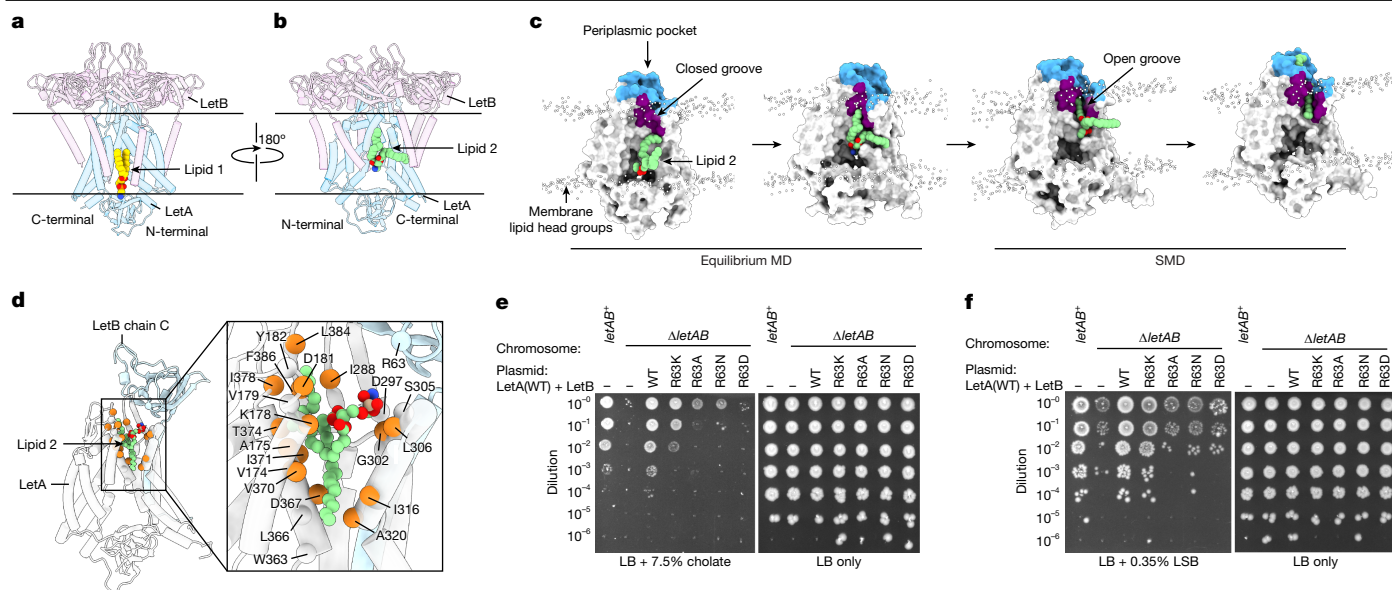 a
LetB
180°
Lipid 1
LetA
C-terminal
N-terminal
b
LetB
Lipid 2
LetA
N-terminal
C-terminal
c
Periplasmic pocket
Closed groove
Open groove
Lipid 2
Membrane
lipid head groups
Equilibrium MD
SMD
d
LetB chain C
Lipid 2
LetA
Y182
L384
F386
D181
R63
I378
I288
D297
S305
V179
K178
T374
A175
L306
I371
G302
V174
V370
D367
I316
L366
A320
W363
e
Chromosome:
letAB+
ΔletAB
letAB+
ΔletAB
Plasmid:
LetA(WT) + LetB
– – WT R63K R63A R63N R63D
– – WT R63K R63A R63N R63D
Dilution
10⁻⁰
10⁻¹
10⁻²
10⁻³
10⁻⁴
10⁻⁵
10⁻⁶
LB + 7.5% cholate
LB only
f
Chromosome:
letAB+
ΔletAB
letAB+
ΔletAB
Plasmid:
LetA(WT) + LetB
– – WT R63K R63A R63N R63D
– – WT R63K R63A R63N R63D
Dilution
10⁻⁰
10⁻¹
10⁻²
10⁻³
10⁻⁴
10⁻⁵
10⁻⁶
LB + 0.35% LSB
LB only